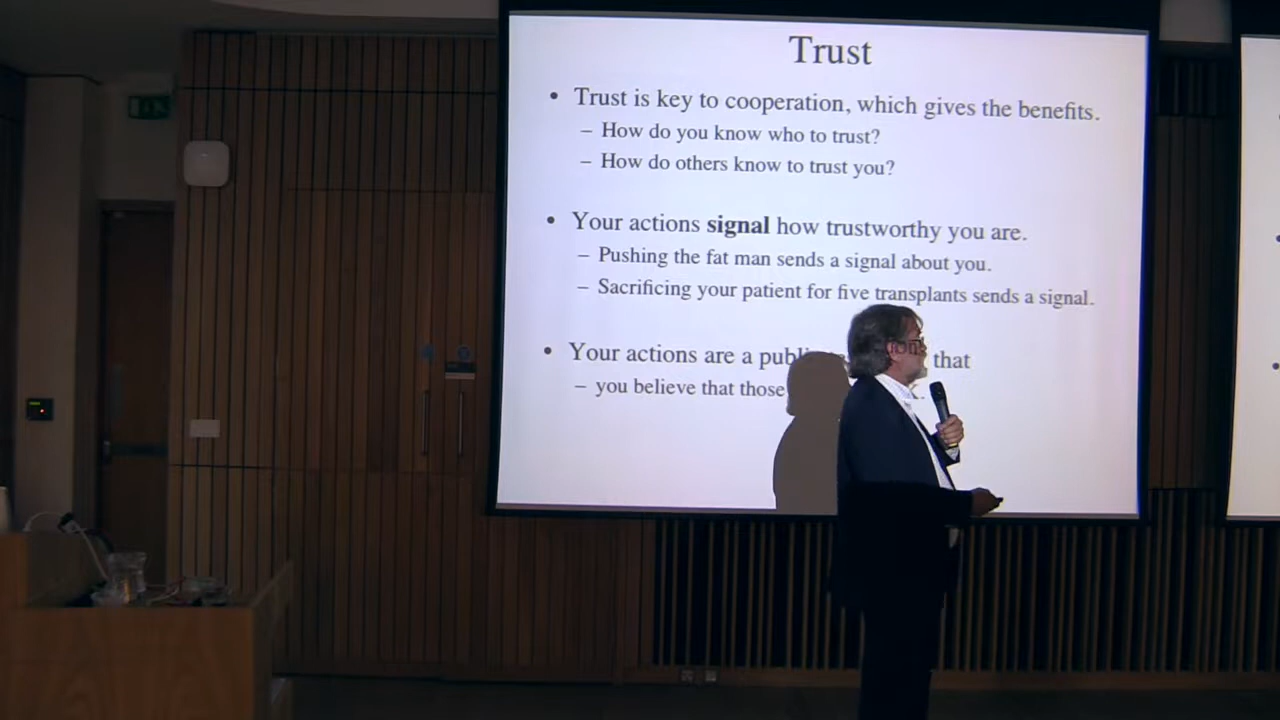 Trust
• Trust is key to cooperation, which gives the benefits.
– How do you know who to trust?
– How do others know to trust you?
• Your actions signal how trustworthy you are.
– Pushing the fat man sends a signal about you.
– Sacrificing your patient for five transplants sends a signal.
• Your actions are a that
– you believe that those